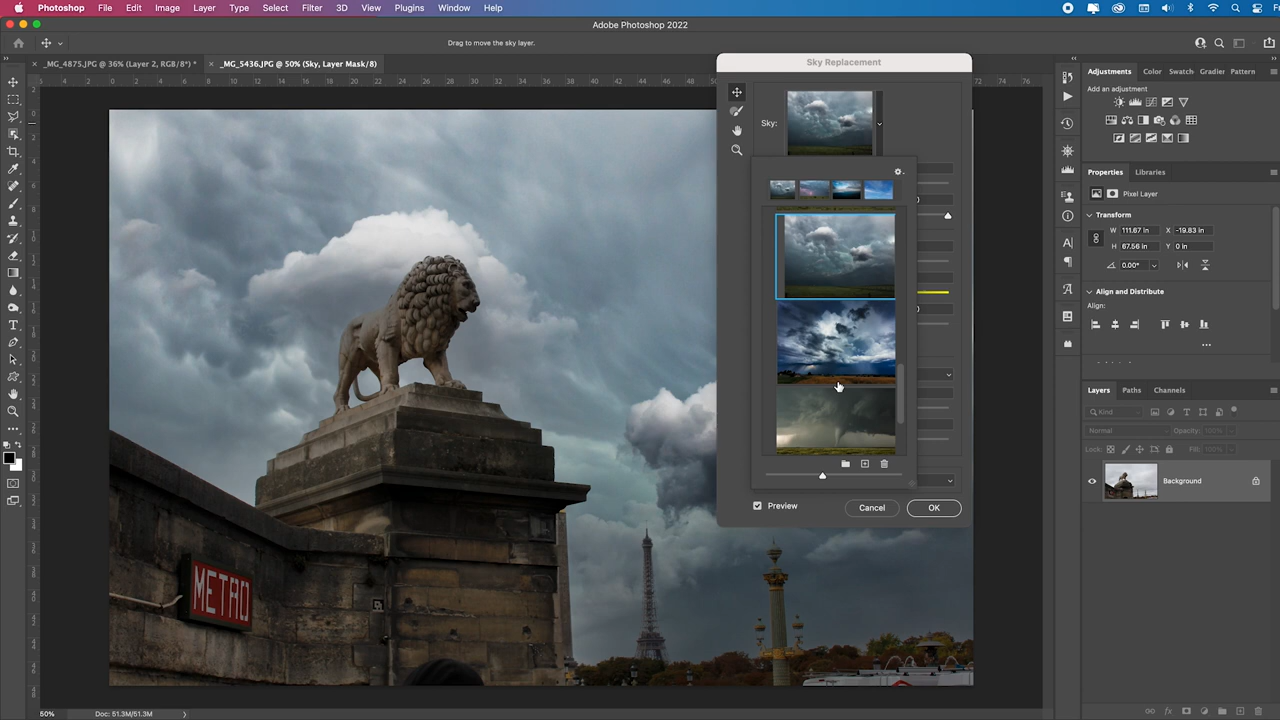 Photoshop File Edit Image Layer Type Select Filter 3D View Plugins Window Help
Adobe Photoshop 2022
Drag to move the sky layer.
_MG_4875.JPG @ 36% (Layer 2, RGB/8*) *
_MG_5436.JPG @ 50% (Sky, Layer Mask/8)
Sky Replacement
Sky:
Preview
Cancel
OK
METRO
50%
Doc: 51.3M/51.3M
Adjustments Color Swatch Gradier Pattern
Add an adjustment
Properties Libraries
Pixel Layer
Transform
W 111.67 in X -19.83 in
H 67.56 in Y 0 in
0.00°
Align and Distribute
Align:
Layers Paths Channels
Kind
Normal Opacity: 100%
Lock: Fill: 100%
Background